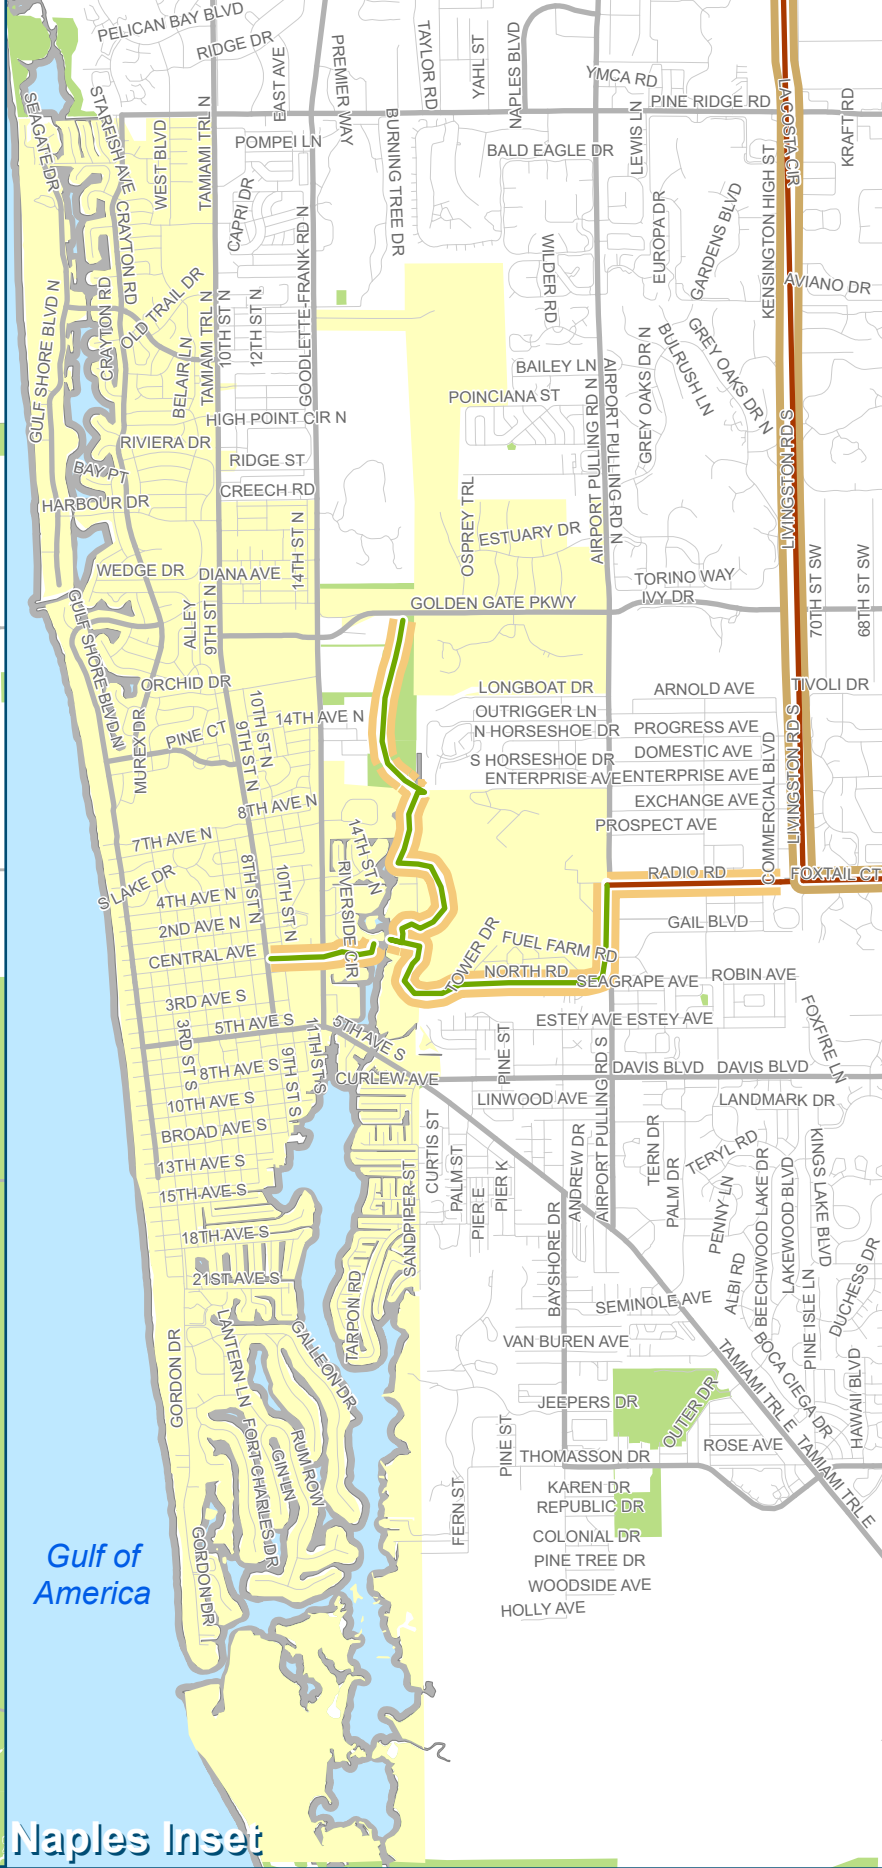 PELICAN BAY BLVD
RIDGE DR
EAST AVE
PREMIER WAY
TAYLOR RD
YAHL ST
NAPLES BLVD
YMCA RD
PINE RIDGE RD
LA COSTA CIR
KRAFT RD
SEAGATE DR
STARFISH AVE
WEST BLVD
TAMIAMI TRL N
POMPEI LN
BURNING TREE DR
BALD EAGLE DR
LEWIS LN
KENSINGTON HIGH ST
CAPRI DR
CRAYTON RD
GOODLETTE-FRANK RD N
WILDER RD
EUROPA DR
GARDENS BLVD
AVIANO DR
GULF SHORE BLVD N
CRAYTON RD
OLD TRAIL DR
BELAIR LN
TAMIAMI TRL N
10TH ST N
12TH ST N
BAILEY LN
POINCIANA ST
AIRPORT PULLING RD N
AIRPORT PULLING RD N
GREY OAKS DR N
BULRUSH LN
GREY OAKS DR N
HIGH POINT CIR N
RIVIERA DR
RIDGE ST
BAY PT
CREECH RD
HARBOUR DR
OSPREY TRL
ESTUARY DR
LIVINGSTON RD S
14TH ST N
WEDGE DR
DIANA AVE
TORINO WAY
IVY DR
70TH ST SW
68TH ST SW
GOLDEN GATE PKWY
ALLEY
9TH ST N
GULF SHORE BLVD N
ORCHID DR
LONGBOAT DR
ARNOLD AVE
TIVOLI DR
MUREX DR
PINE CT
10TH ST N
9TH ST N
14TH AVE N
OUTRIGGER LN
N HORSESHOE DR
PROGRESS AVE
S HORSESHOE DR
DOMESTIC AVE
ENTERPRISE AVE
ENTERPRISE AVE
EXCHANGE AVE
PROSPECT AVE
COMMERCIAL BLVD
LIVINGSTON RD S
8TH AVE N
7TH AVE N
14TH ST N
S LAKE DR
4TH AVE N
8TH ST N
10TH ST N
RIVERSIDE CIR
RADIO RD
FOXTAIL CT
2ND AVE N
CENTRAL AVE
GAIL BLVD
TOWER DR
FUEL FARM RD
NORTH RD
SEAGRAPE AVE
ROBIN AVE
3RD AVE S
5TH AVE S
11TH ST S
5TH AVE S
ESTEY AVE
ESTEY AVE
FOXFIRE LN
3RD ST S
8TH AVE S
9TH ST S
CURLEW AVE
PINE ST
DAVIS BLVD
DAVIS BLVD
10TH AVE S
LINWOOD AVE
AIRPORT PULLING RD S
LANDMARK DR
BROAD AVE S
13TH AVE S
15TH AVE S
18TH AVE S
21ST AVE S
CURTIS ST
PALM ST
PIER E
PIER K
SANDPIPER ST
ANDREW DR
BAYSHORE DR
TERN DR
PALM DR
TERYL RD
PENNY LN
BEECHWOOD LAKE DR
LAKEWOOD BLVD
KINGS LAKE BLVD
ALBI RD
PINE ISLE LN
DUCHESS DR
TARPON RD
SEMINOLE AVE
VAN BUREN AVE
GORDON DR
LANTERN LN
GALLEON DR
TAMIAMI TRL E
BOCA CIEGA DR
HAWAII BLVD
JEEPERS DR
OUTER DR
ROSE AVE
TAMIAMI TRL E
FORT CHARLES DR
GIN LN
RUM ROW
PINE ST
THOMASSON DR
FERN ST
KAREN DR
REPUBLIC DR
COLONIAL DR
PINE TREE DR
WOODSIDE AVE
HOLLY AVE
GORDON DR
Gulf of
America
Naples Inset